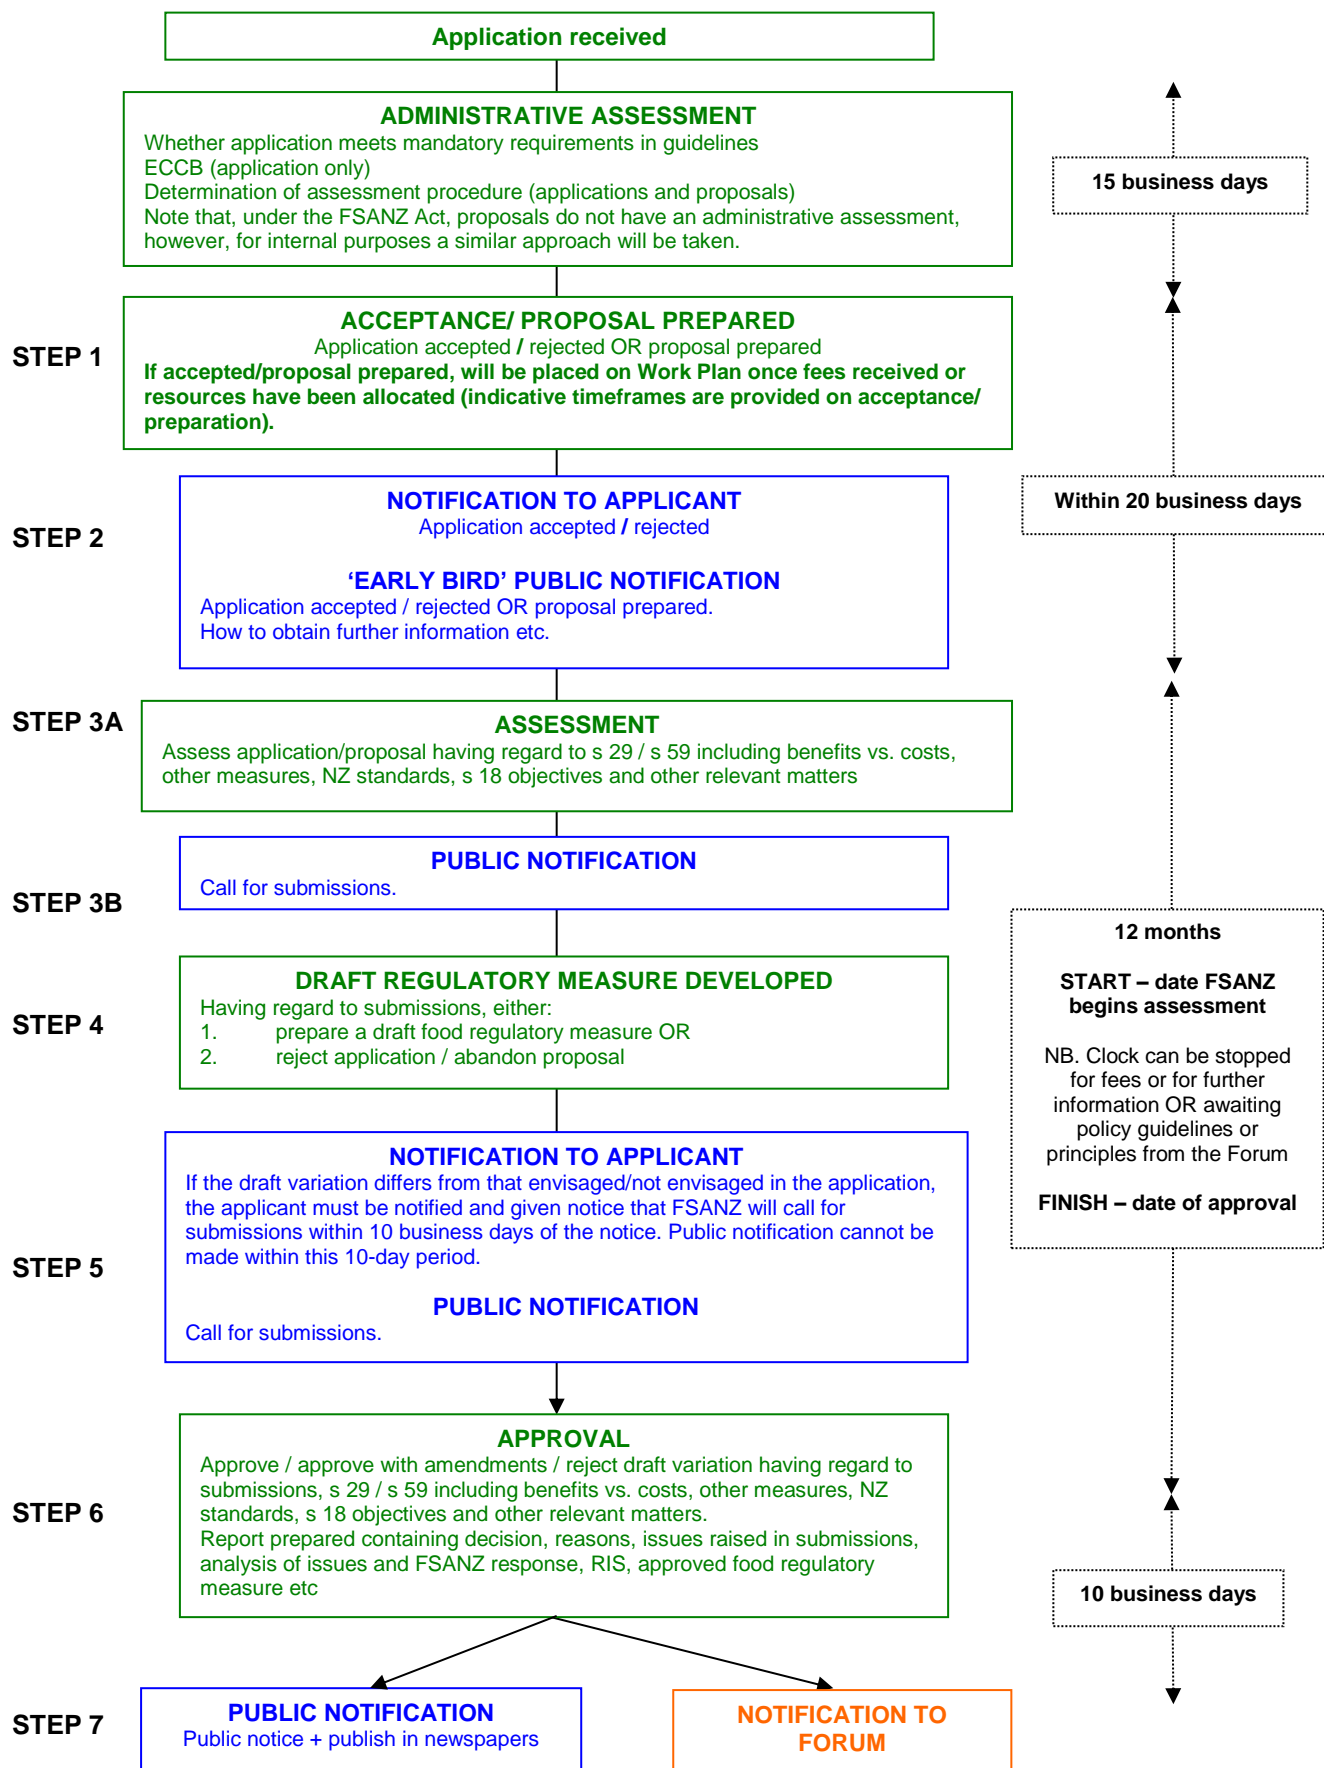 Application received
ADMINISTRATIVE ASSESSMENT
Whether application meets mandatory requirements in guidelines
ECCB (application only)
Determination of assessment procedure (applications and proposals)
Note that, under the FSANZ Act, proposals do not have an administrative assessment,
however, for internal purposes a similar approach will be taken.
15 business days
STEP 1
ACCEPTANCE/ PROPOSAL PREPARED
Application accepted / rejected OR proposal prepared
If accepted/proposal prepared, will be placed on Work Plan once fees received or
resources have been allocated (indicative timeframes are provided on acceptance/
preparation).
STEP 2
NOTIFICATION TO APPLICANT
Application accepted / rejected
‘EARLY BIRD’ PUBLIC NOTIFICATION
Application accepted / rejected OR proposal prepared.
How to obtain further information etc.
Within 20 business days
STEP 3A
ASSESSMENT
Assess application/proposal having regard to s 29 / s 59 including benefits vs. costs,
other measures, NZ standards, s 18 objectives and other relevant matters
STEP 3B
PUBLIC NOTIFICATION
Call for submissions.
STEP 4
DRAFT REGULATORY MEASURE DEVELOPED
Having regard to submissions, either:
1. prepare a draft food regulatory measure OR
2. reject application / abandon proposal
12 months
START – date FSANZ
begins assessment
NB. Clock can be stopped
for fees or for further
information OR awaiting
policy guidelines or
principles from the Forum
FINISH – date of approval
STEP 5
NOTIFICATION TO APPLICANT
If the draft variation differs from that envisaged/not envisaged in the application,
the applicant must be notified and given notice that FSANZ will call for
submissions within 10 business days of the notice. Public notification cannot be
made within this 10-day period.
PUBLIC NOTIFICATION
Call for submissions.
STEP 6
APPROVAL
Approve / approve with amendments / reject draft variation having regard to
submissions, s 29 / s 59 including benefits vs. costs, other measures, NZ
standards, s 18 objectives and other relevant matters.
Report prepared containing decision, reasons, issues raised in submissions,
analysis of issues and FSANZ response, RIS, approved food regulatory
measure etc
10 business days
STEP 7
PUBLIC NOTIFICATION
Public notice + publish in newspapers
NOTIFICATION TO
FORUM